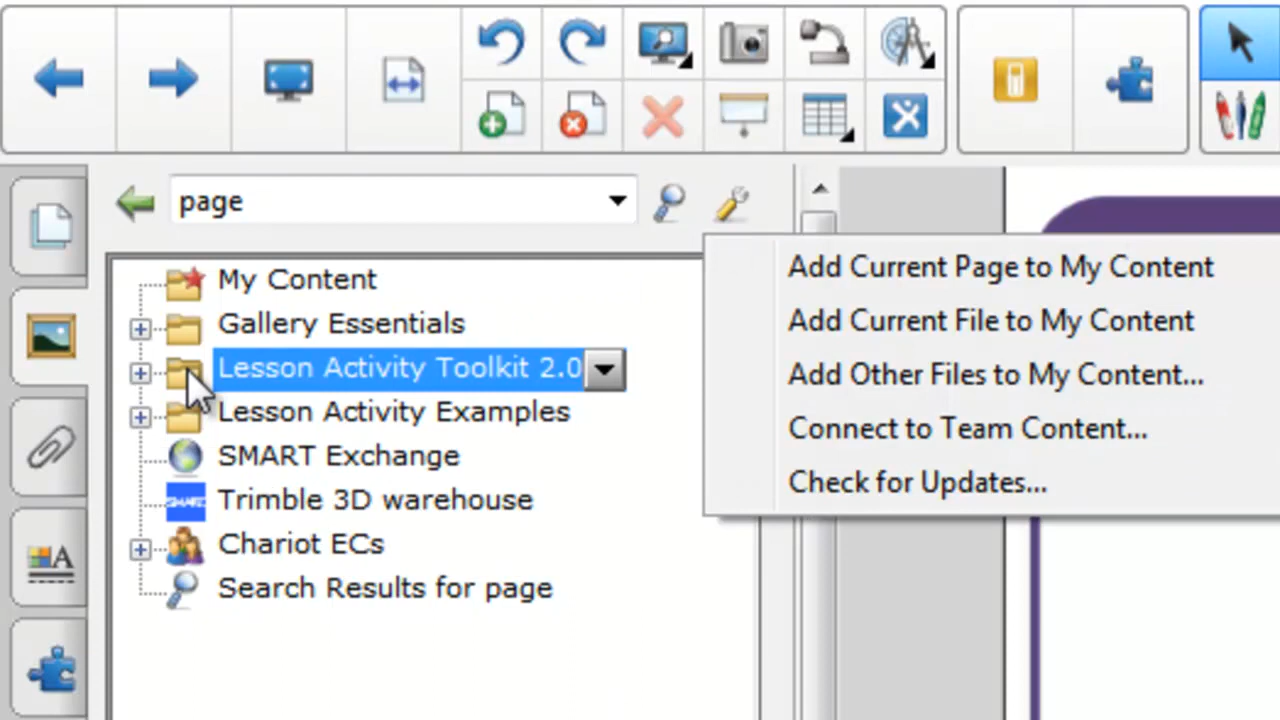 page
My Content
Gallery Essentials
Lesson Activity Toolkit 2.0
Lesson Activity Examples
SMART Exchange
SMART
Trimble 3D warehouse
Chariot ECs
Search Results for page
Add Current Page to My Content
Add Current File to My Content
Add Other Files to My Content...
Connect to Team Content...
Check for Updates...
A